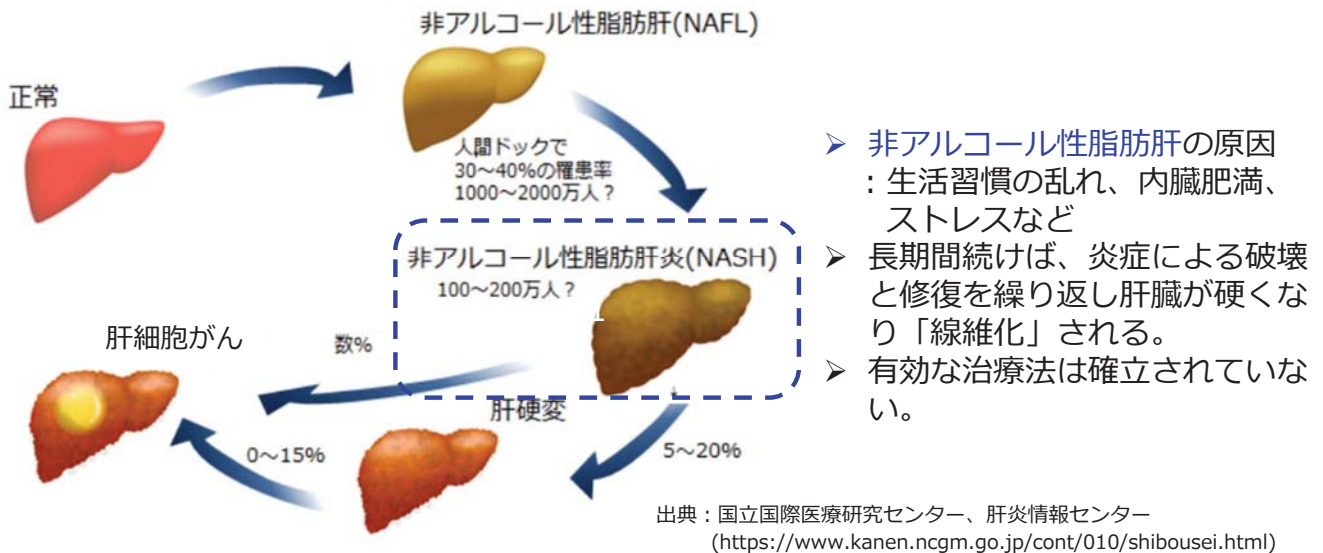 非アルコール性脂肪肝(NAFL)
正常
人間ドックで
30～40%の罹患率
1000～2000万人？
非アルコール性脂肪肝炎(NASH)
100～200万人？
肝細胞がん
数%
肝硬変
0～15%
5～20%
➢ 非アルコール性脂肪肝の原因
：生活習慣の乱れ、内臓肥満、
ストレスなど
➢ 長期間続けば、炎症による破壊
と修復を繰り返し肝臓が硬くな
り「線維化」される。
➢ 有効な治療法は確立されていな
い。
出典：国立国際医療研究センター、肝炎情報センター
(https://www.kanen.ncgm.go.jp/cont/010/shibousei.html)